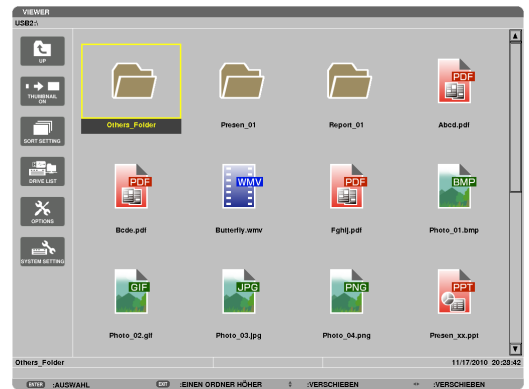 VIEWER
USB2:\
UP
THUMBNAIL
ON
SORT SETTING
DRIVE LIST
OPTIONS
SYSTEM SETTING
Others_Folder Presen_01 Report_01 Abcd.pdf
PDF
PDF WMV PDF BMP
Bcde.pdf Butterfly.wmv Fghij.pdf Photo_01.bmp
GIF JPG PNG PPT
Photo_02.gif Photo_03.jpg Photo_04.png Presen_xx.ppt
Others_Folder 11/17/2010 20:28:42
ENTER :AUSWAHL EXIT :EINEN ORDNER HÖHER :VERSCHIEBEN :VERSCHIEBEN